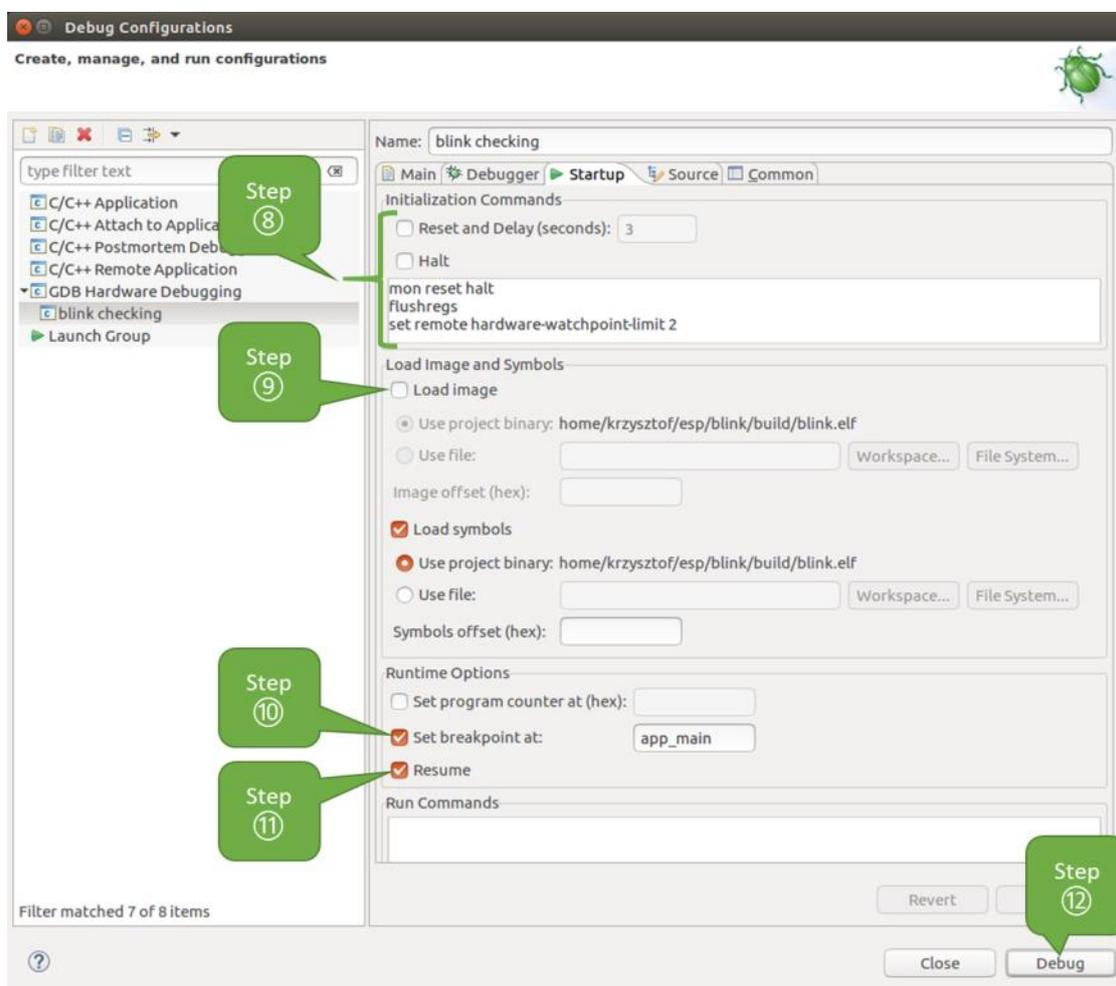 Debug Configurations
Create, manage, and run configurations
type filter text
C/C++ Application
C/C++ Attach to Applica
C/C++ Postmortem Debu
C/C++ Remote Application
GDB Hardware Debugging
blink checking
Launch Group
Filter matched 7 of 8 items
Step
⑧
Step
⑨
Step
⑩
Step
⑪
Name: blink checking
Main Debugger Startup Source Common
Initialization Commands
Reset and Delay (seconds): 3
Halt
mon reset halt
flushregs
set remote hardware-watchpoint-limit 2
Load Image and Symbols
Load image
Use project binary: home/krzysztof/esp/blink/build/blink.elf
Use file: Workspace... File System...
Image offset (hex):
Load symbols
Use project binary: home/krzysztof/esp/blink/build/blink.elf
Use file: Workspace... File System...
Symbols offset (hex):
Runtime Options
Set program counter at (hex):
Set breakpoint at: app_main
Resume
Run Commands
Step
⑫
Revert
Close Debug